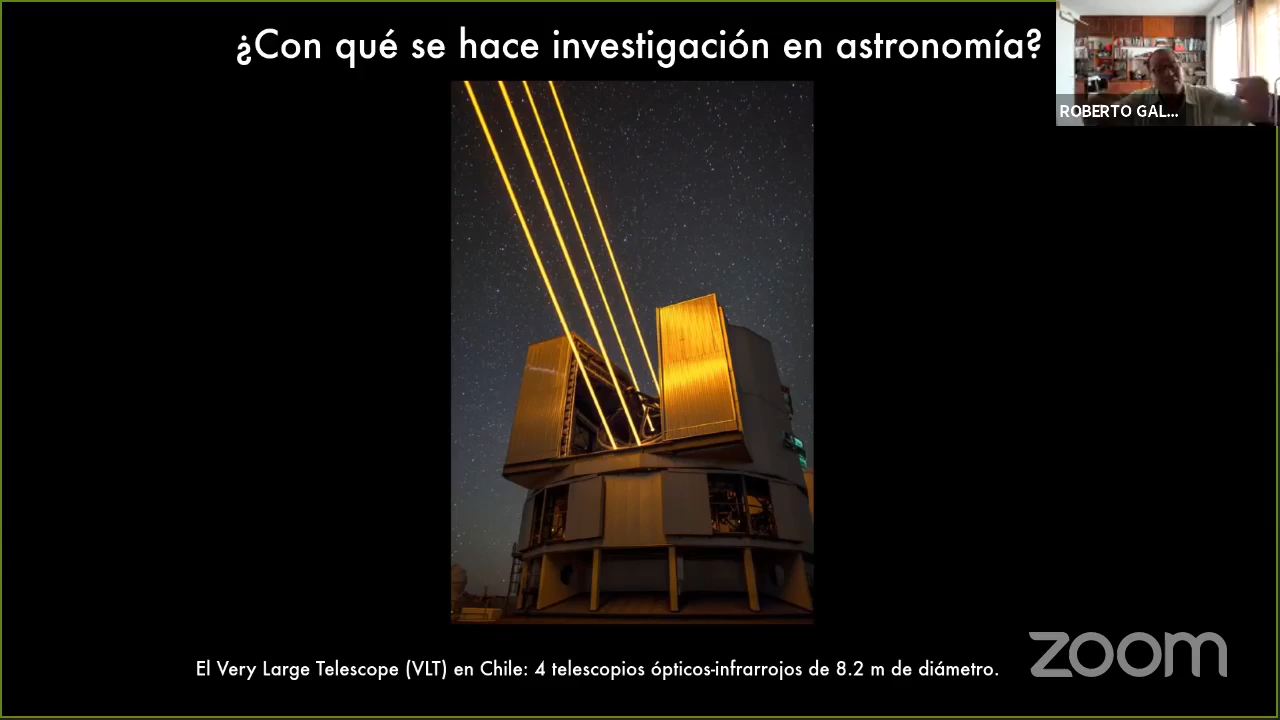 ¿Con qué se hace investigación en astronomía?
ROBERTO GAL...
El Very Large Telescope (VLT) en Chile: 4 telescopios ópticos-infrarrojos de 8.2 m de diámetro.
zoom